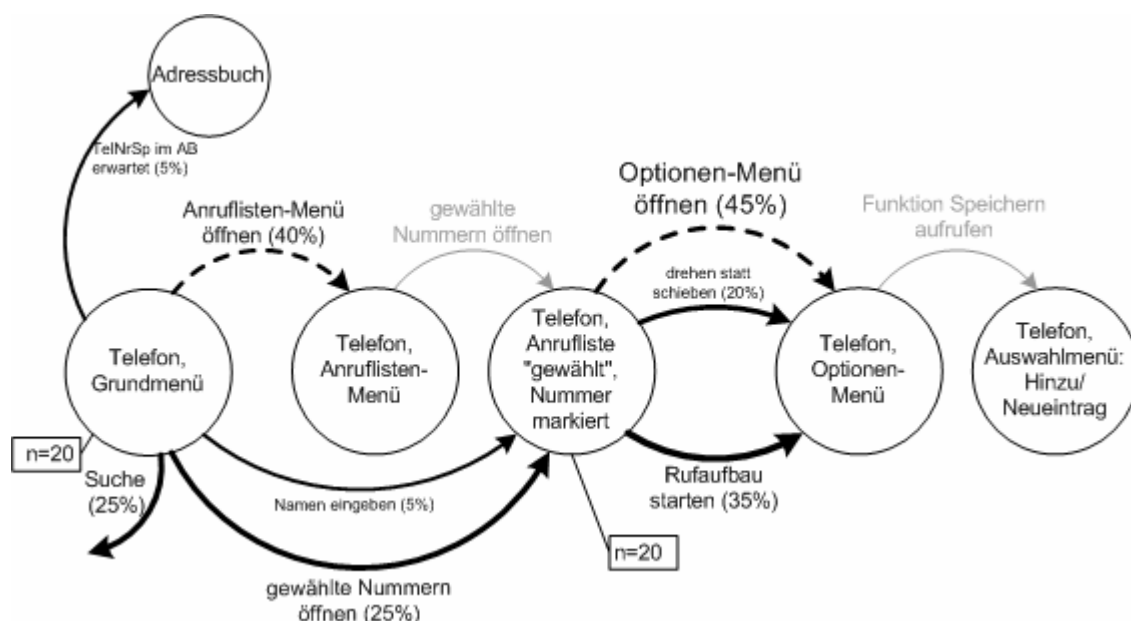 Adressbuch
TelNrSp im AB
erwartet (5%)
Anruflisten-Menü
öffnen (40%)
gewählte
Nummern öffnen
Optionen-Menü
öffnen (45%)
Funktion Speichern
aufrufen
drehen statt
schieben (20%)
Telefon,
Grundmenü
Telefon,
Anruflisten-
Menü
Telefon,
Anrufliste
"gewählt",
Nummer
markiert
Telefon,
Optionen-
Menü
Telefon,
Auswahlmenü:
Hinzu/
Neueintrag
n=20
Suche
(25%)
Namen eingeben (5%)
Rufaufbau
starten (35%)
n=20
gewählte Nummern
öffnen (25%)